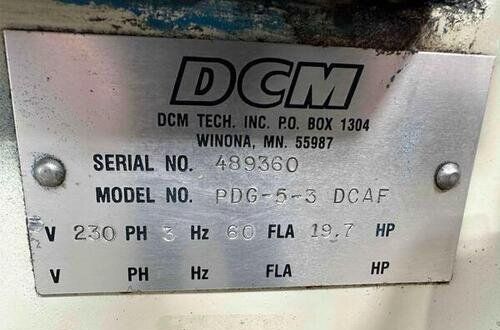 DCM
DCM TECH. INC. P.O. BOX 1304
WINONA, MN. 55987
SERIAL NO. 489360
MODEL NO. PDG-5-3 DCAF
V 230 PH 3 Hz 60 FLA 19.7 HP
V PH Hz FLA HP